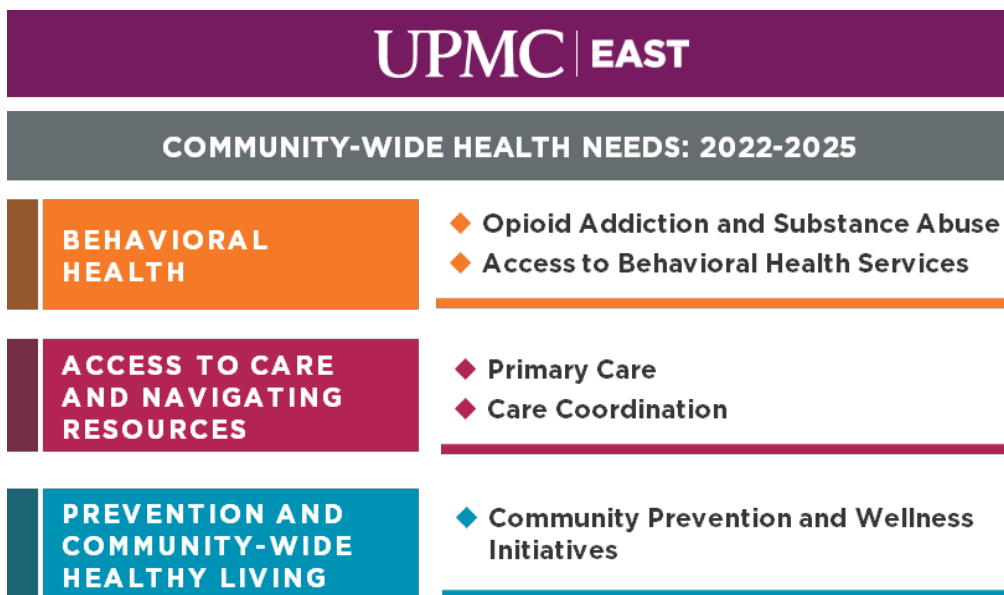 UPMC | EAST
COMMUNITY-WIDE HEALTH NEEDS: 2022-2025
BEHAVIORAL
HEALTH
◆ Opioid Addiction and Substance Abuse
◆ Access to Behavioral Health Services
ACCESS TO CARE
AND NAVIGATING
RESOURCES
◆ Primary Care
◆ Care Coordination
PREVENTION AND
COMMUNITY-WIDE
HEALTHY LIVING
◆ Community Prevention and Wellness
Initiatives